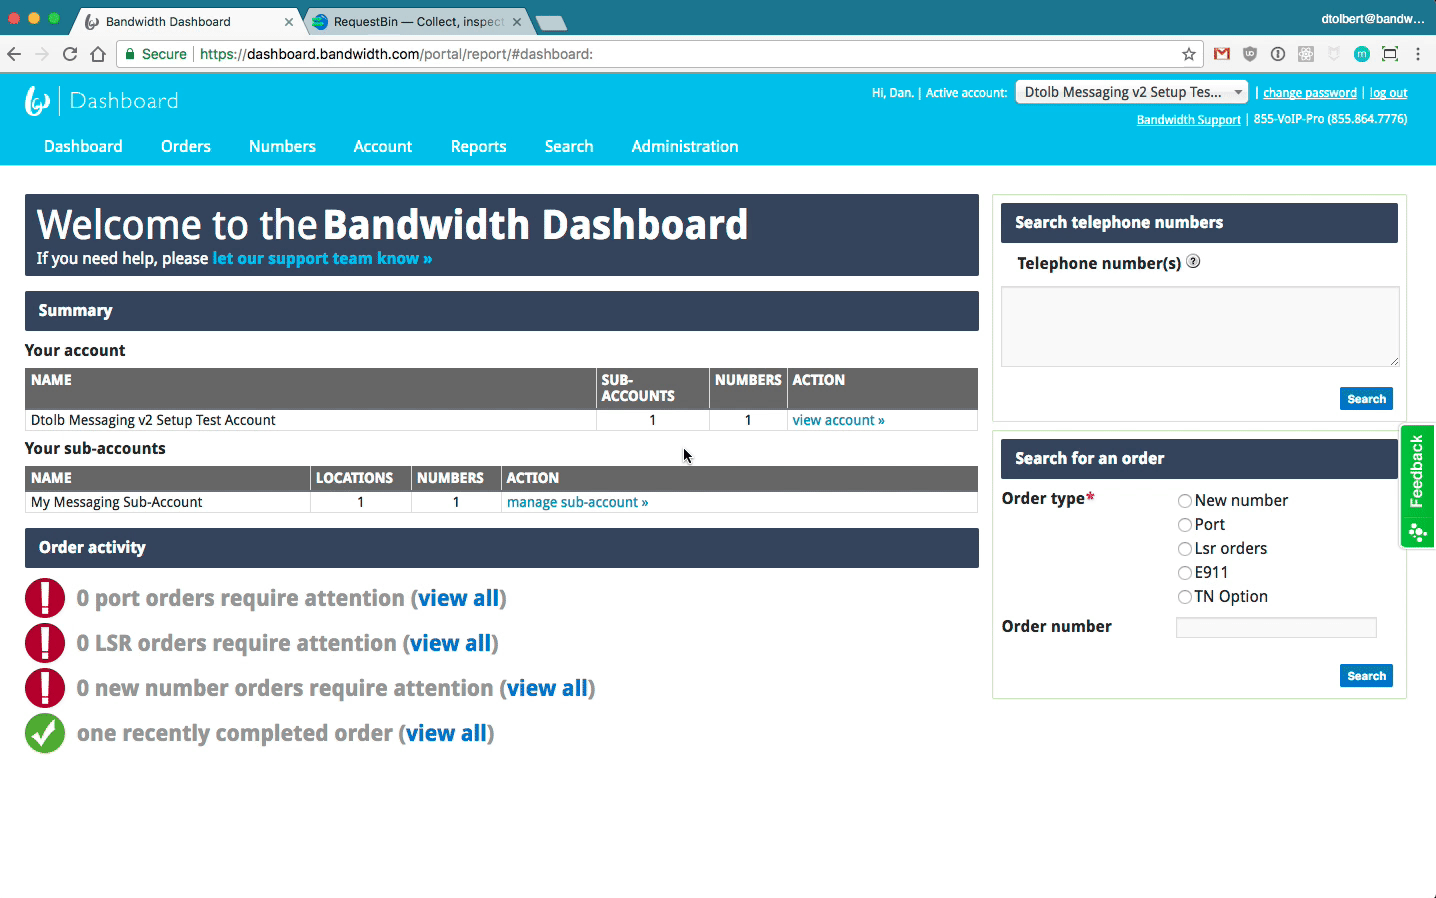 Bandwidth Dashboard
RequestBin — Collect, inspect
dtolbert@bandw...
Secure
https://dashboard.bandwidth.com/portal/report/#dashboard:
Dashboard
Hi, Dan. | Active account:
Dtolb Messaging v2 Setup Tes...
| change password | log out
Bandwidth Support | 855-VoIP-Pro (855.864.7776)
Dashboard Orders Numbers Account Reports Search Administration
Welcome to the Bandwidth Dashboard
If you need help, please let our support team know »
Summary
Your account
NAME SUB-ACCOUNTS NUMBERS ACTION
Dtolb Messaging v2 Setup Test Account 1 1 view account »
Your sub-accounts
NAME LOCATIONS NUMBERS ACTION
My Messaging Sub-Account 1 1 manage sub-account »
Order activity
0 port orders require attention (view all)
0 LSR orders require attention (view all)
0 new number orders require attention (view all)
one recently completed order (view all)
Search telephone numbers
Telephone number(s) ?
Search
Search for an order
Order type*
New number
Port
Lsr orders
E911
TN Option
Order number
Search
Feedback